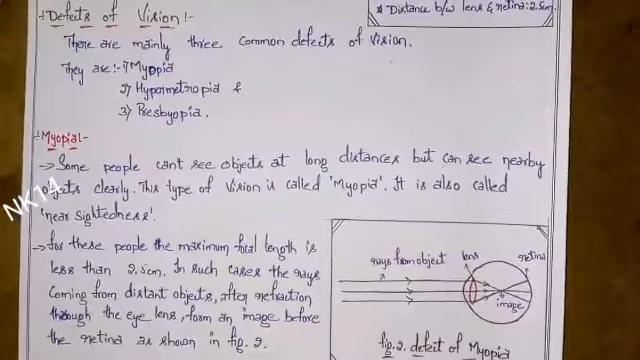 * Distance b/w lens & retina: 2.5cm.
Defects of Vision:-
There are mainly three common defects of Vision.
They are:- 1) Myopia
2) Hypermetropia &
3) Presbyopia.
Myopia:-
→ Some people cant see objects at long distances but can see nearby
objects clearly. This type of vision is called 'Myopia'. It is also called
'near sightedness'.
→ For these people the maximum focal length is
less than 2.5cm. In such cases the rays
coming from distant objects, after refraction
through the eye lens, form an image before
the retina as shown in fig. 2.
rays from object
lens
retina
image
fig. 2. defect of Myopia
NK14